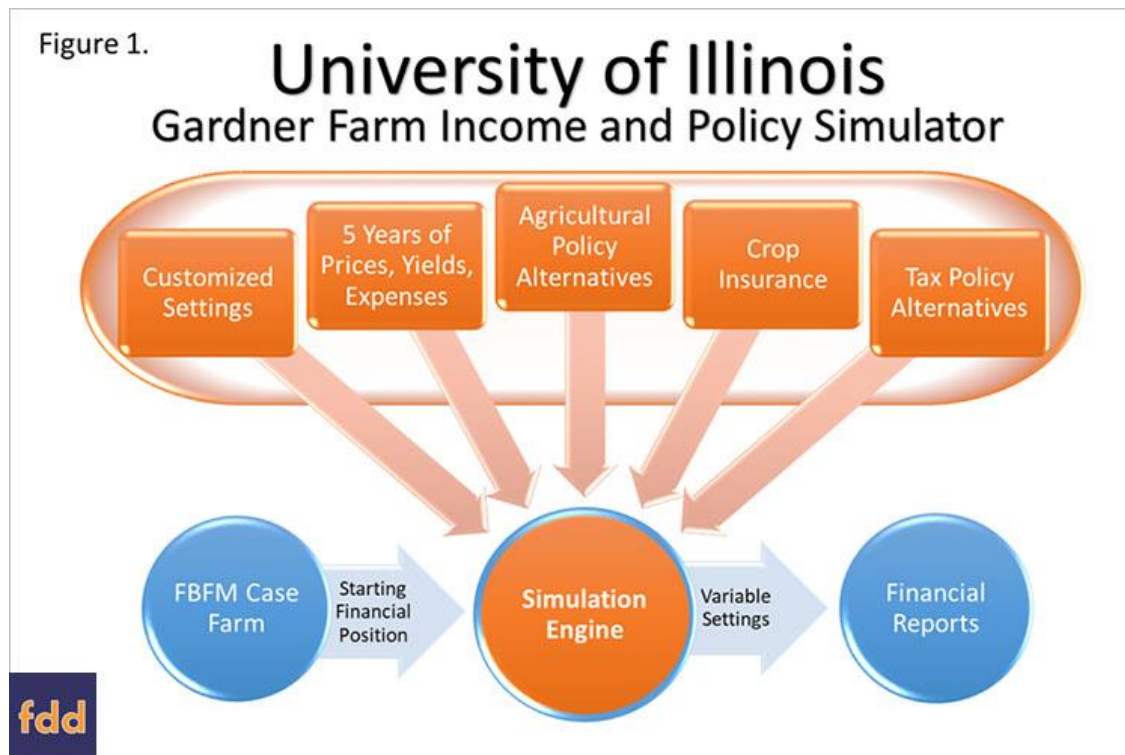 Figure 1.
University of Illinois
Gardner Farm Income and Policy Simulator
Customized
Settings
5 Years of
Prices, Yields,
Expenses
Agricultural
Policy
Alternatives
Crop
Insurance
Tax Policy
Alternatives
FBFM Case
Farm
Starting
Financial
Position
Simulation
Engine
Variable
Settings
Financial
Reports
fdd